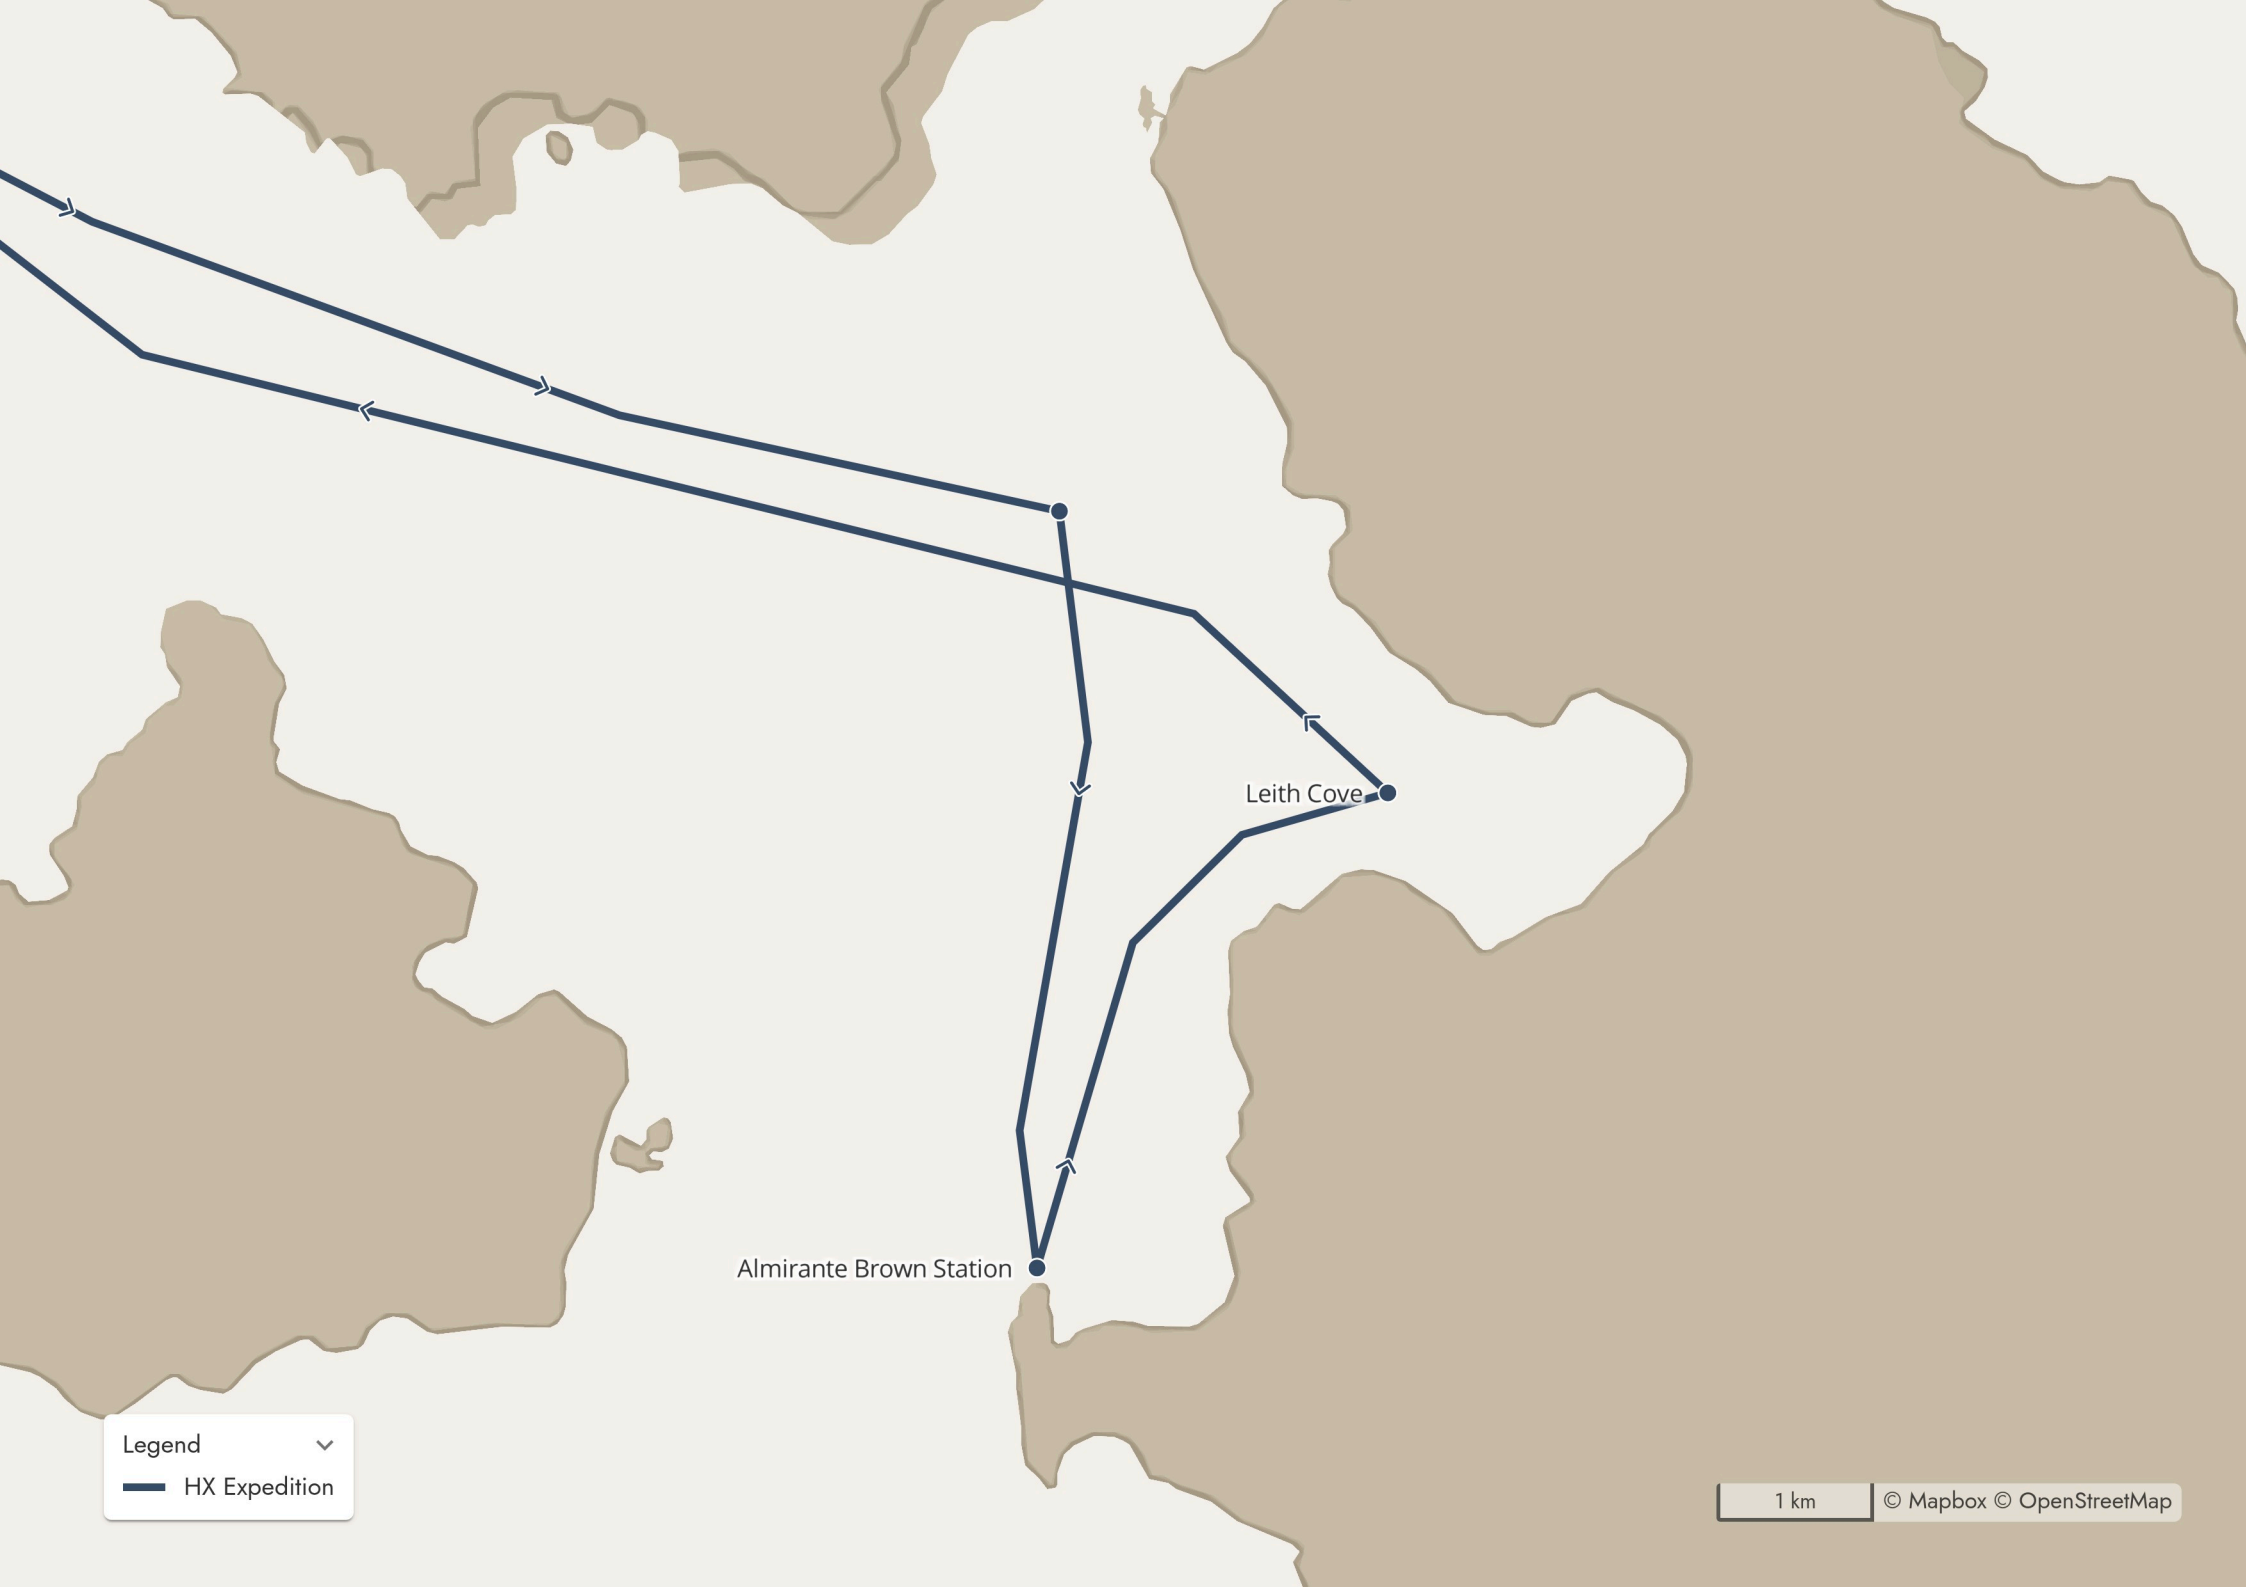 Leith Cove
Almirante Brown Station
Legend
HX Expedition
1 km
© Mapbox © OpenStreetMap